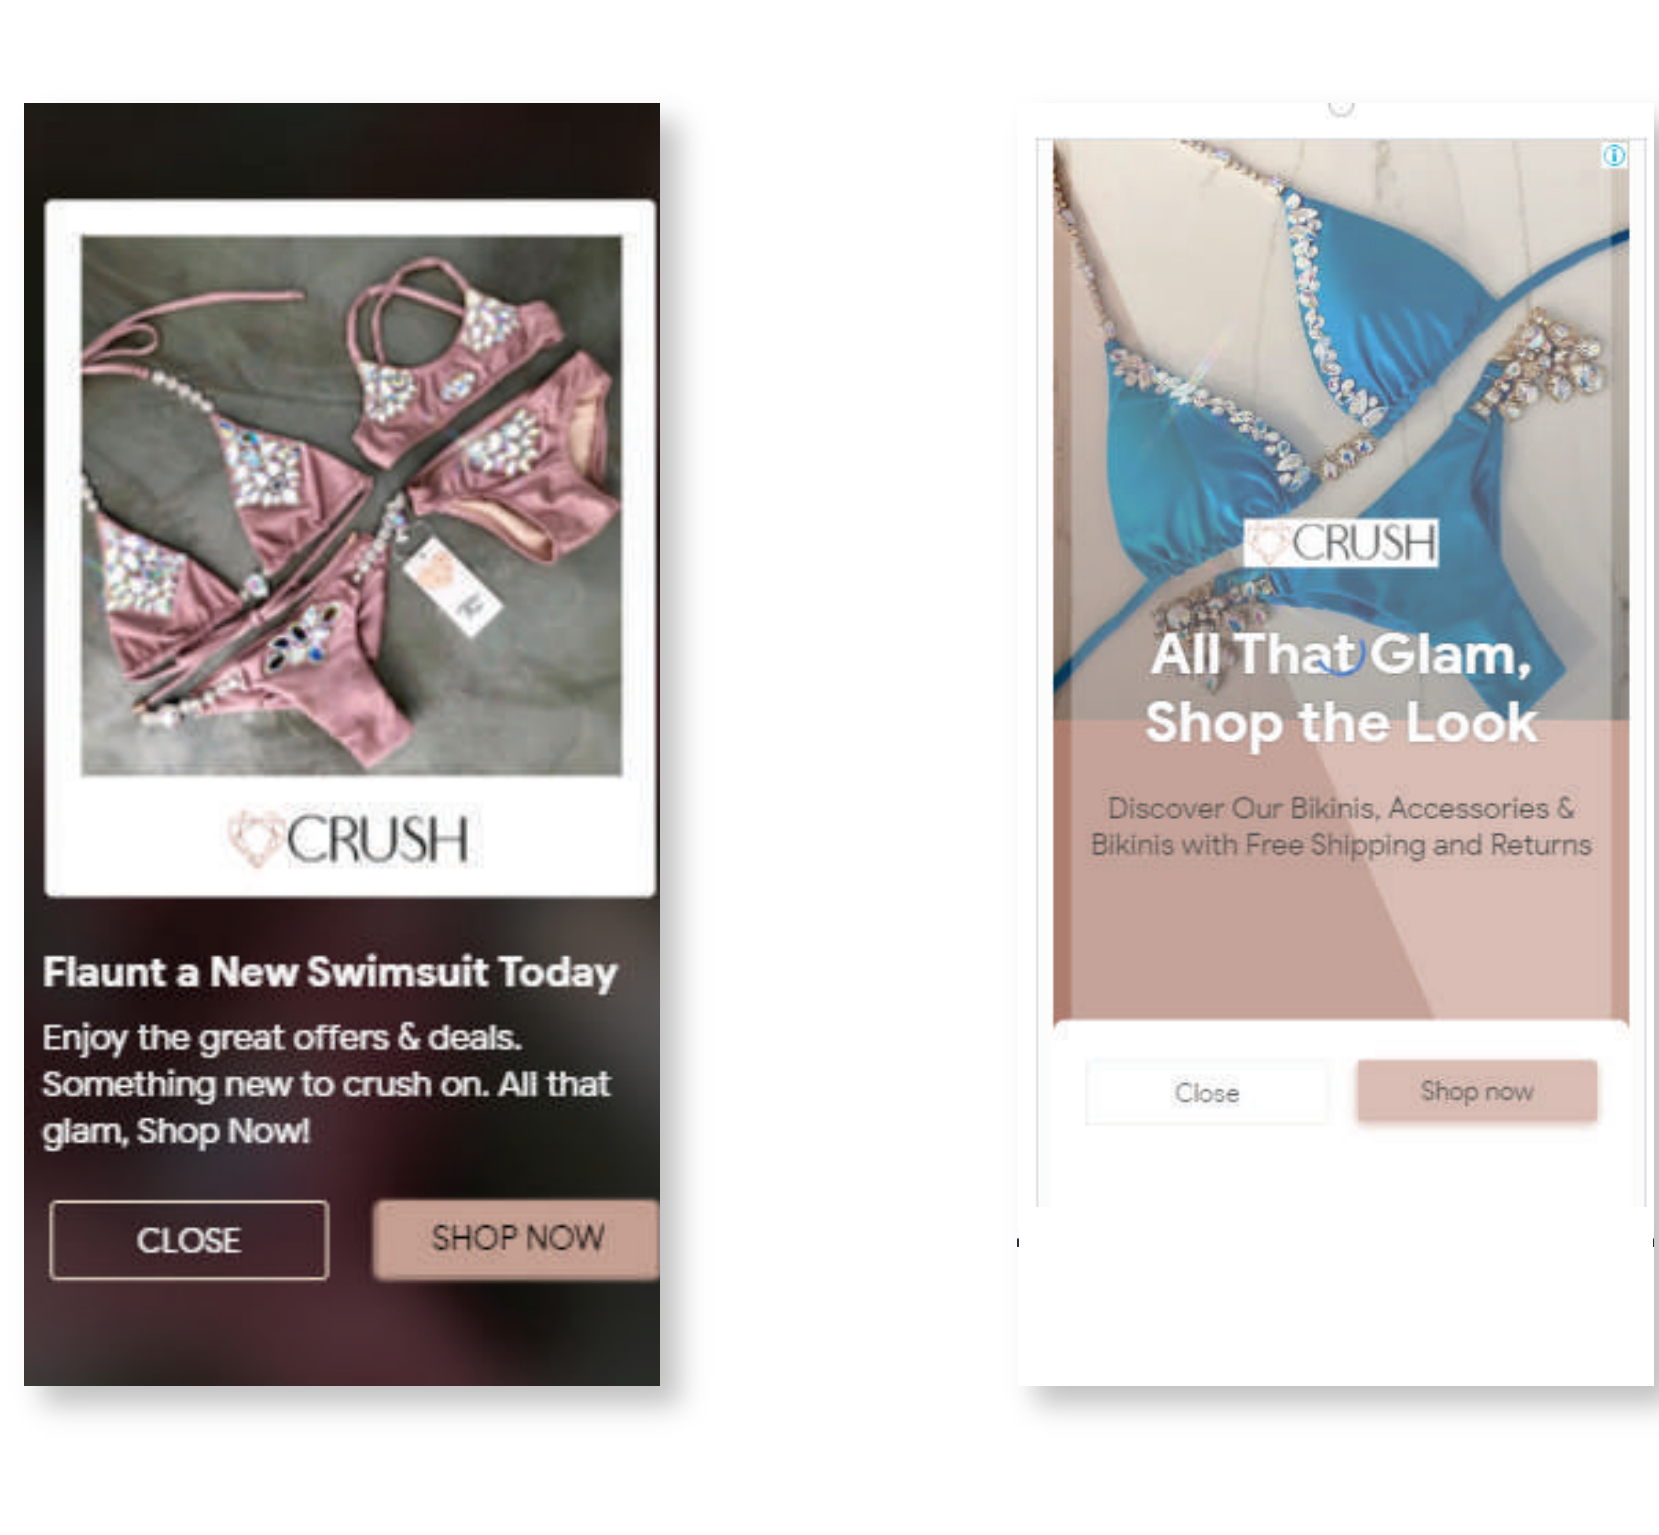 CRUSH
Flaunt a New Swimsuit Today
Enjoy the great offers & deals.
Something new to crush on. All that
glam, Shop Now!
CLOSE
SHOP NOW
CRUSH
All That Glam,
Shop the Look
Discover Our Bikinis, Accessories &
Bikinis with Free Shipping and Returns
Close
Shop now